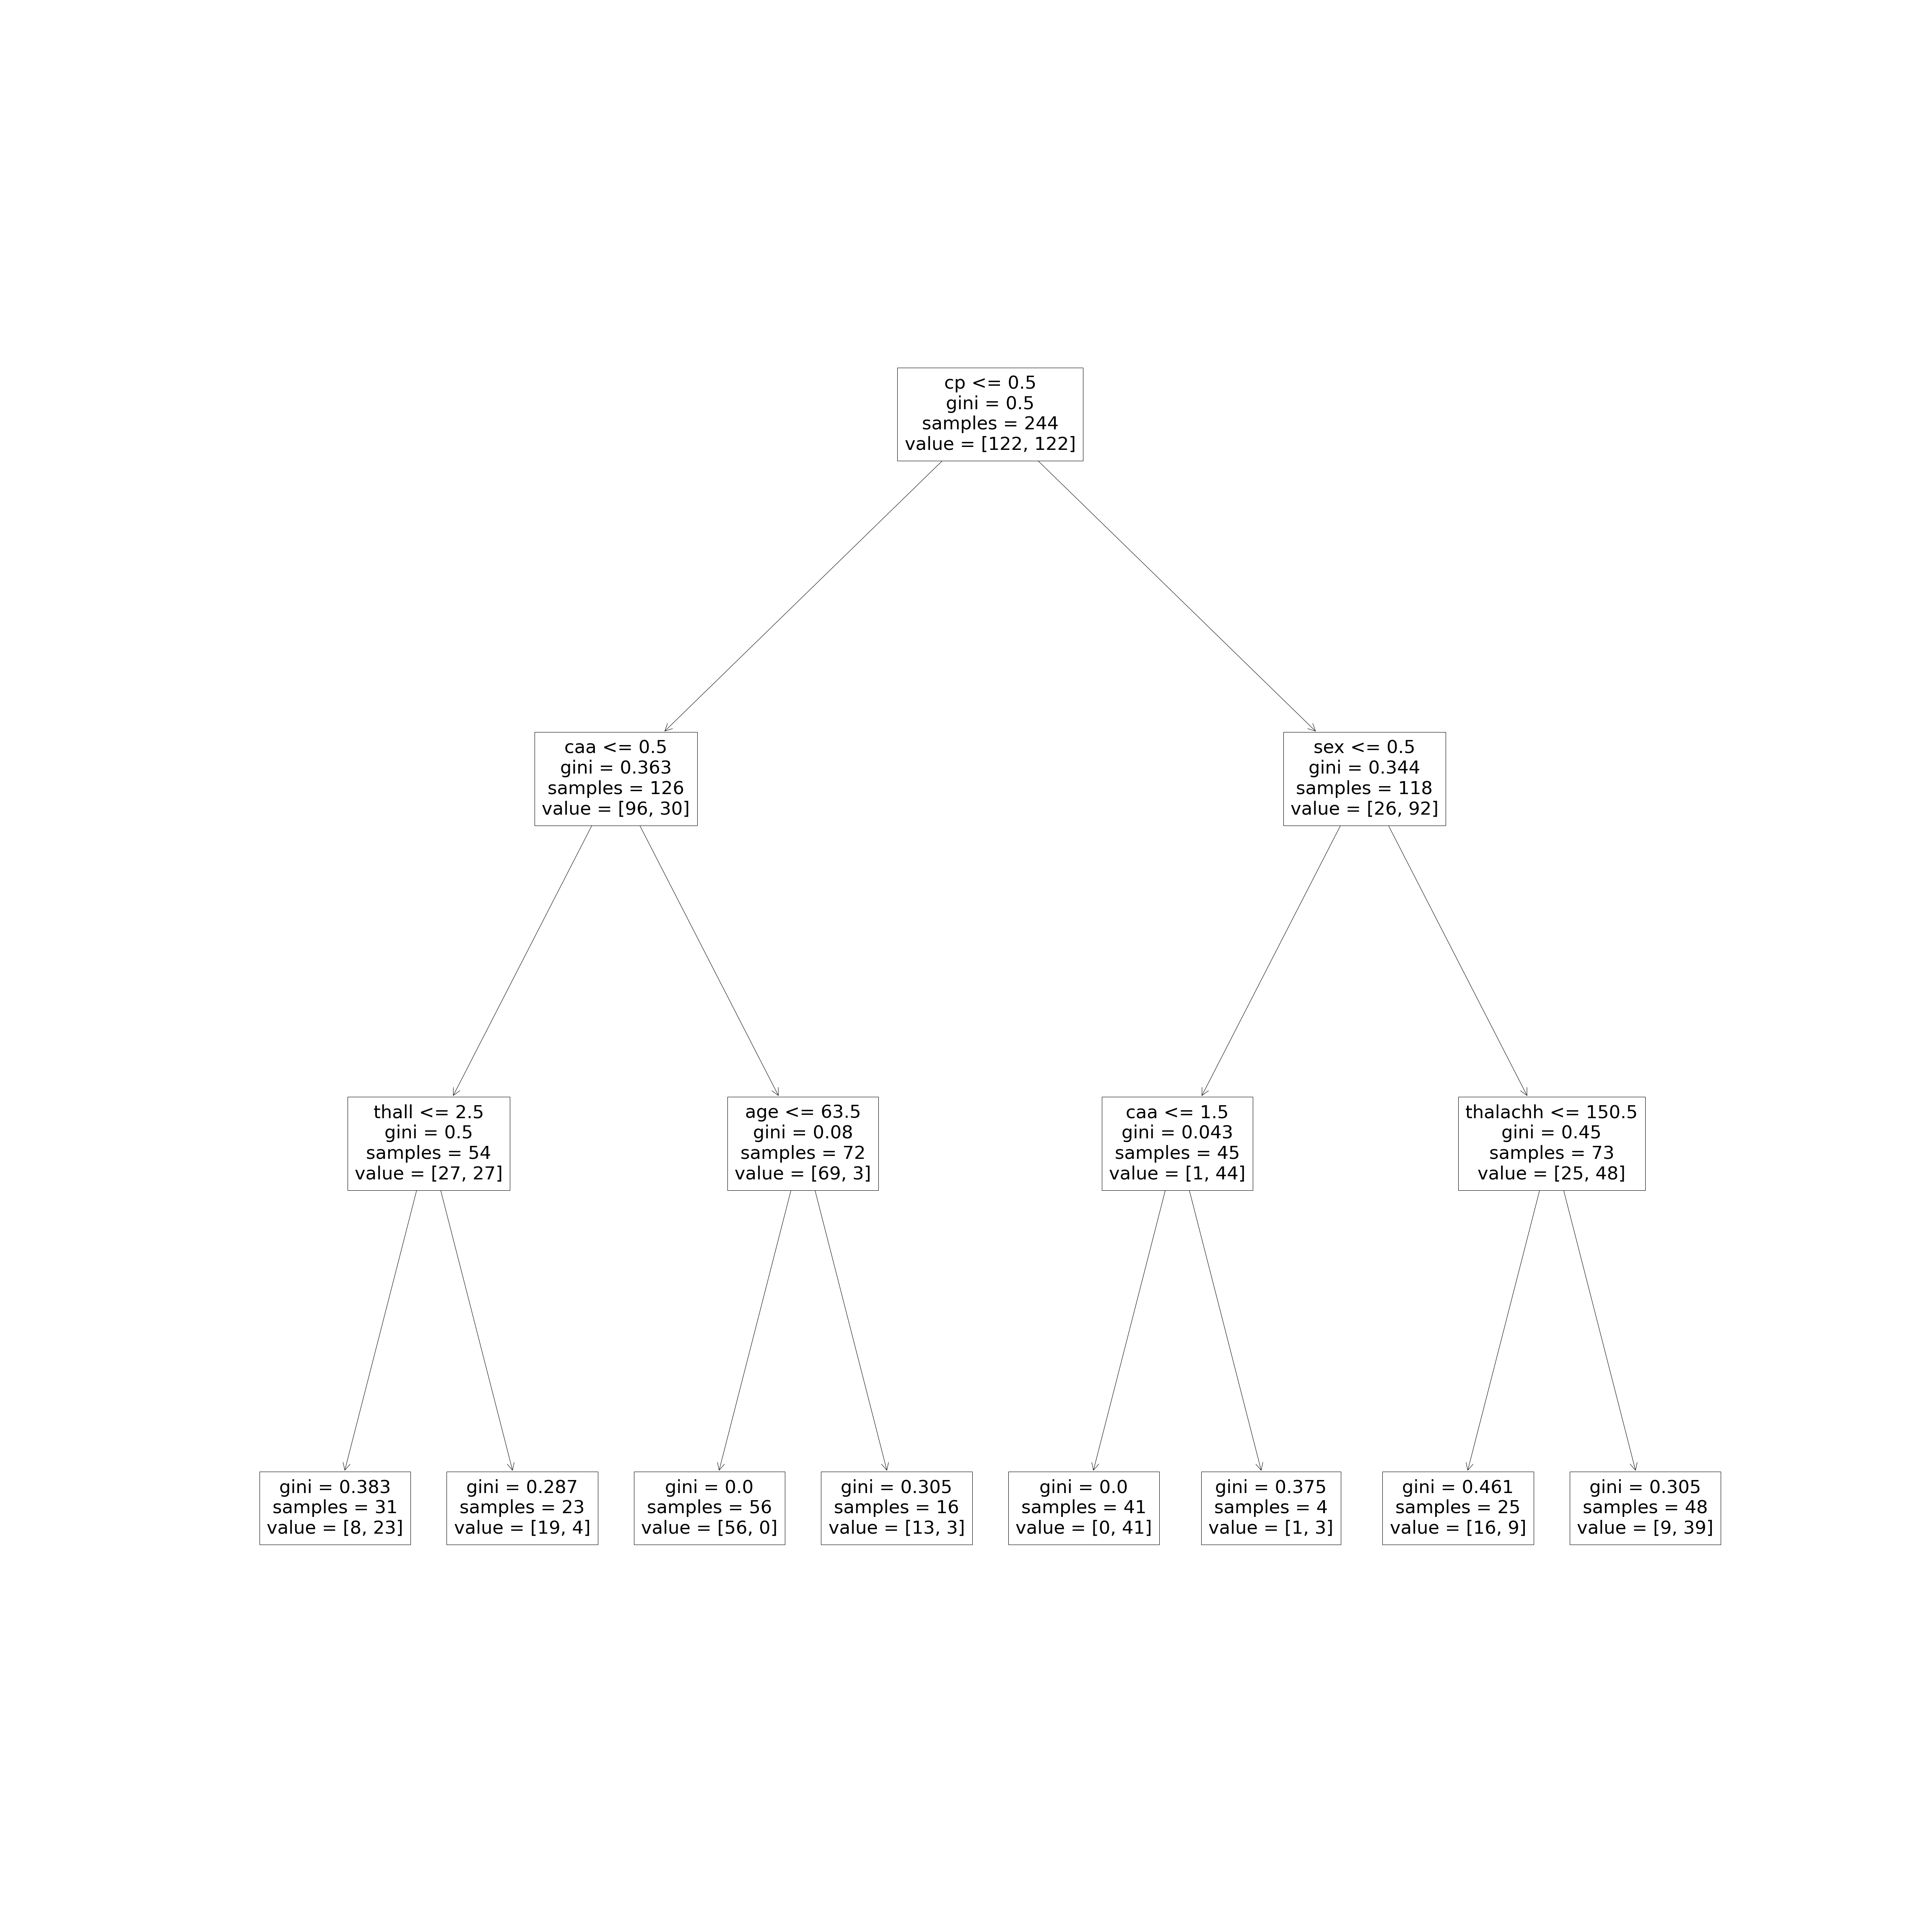 cp <= 0.5
gini = 0.5
samples = 244
value = [122, 122]
caa <= 0.5
gini = 0.363
samples = 126
value = [96, 30]
sex <= 0.5
gini = 0.344
samples = 118
value = [26, 92]
thall <= 2.5
gini = 0.5
samples = 54
value = [27, 27]
age <= 63.5
gini = 0.08
samples = 72
value = [69, 3]
caa <= 1.5
gini = 0.043
samples = 45
value = [1, 44]
thalachh <= 150.5
gini = 0.45
samples = 73
value = [25, 48]
gini = 0.383
samples = 31
value = [8, 23]
gini = 0.287
samples = 23
value = [19, 4]
gini = 0.0
samples = 56
value = [56, 0]
gini = 0.305
samples = 16
value = [13, 3]
gini = 0.0
samples = 41
value = [0, 41]
gini = 0.375
samples = 4
value = [1, 3]
gini = 0.461
samples = 25
value = [16, 9]
gini = 0.305
samples = 48
value = [9, 39]